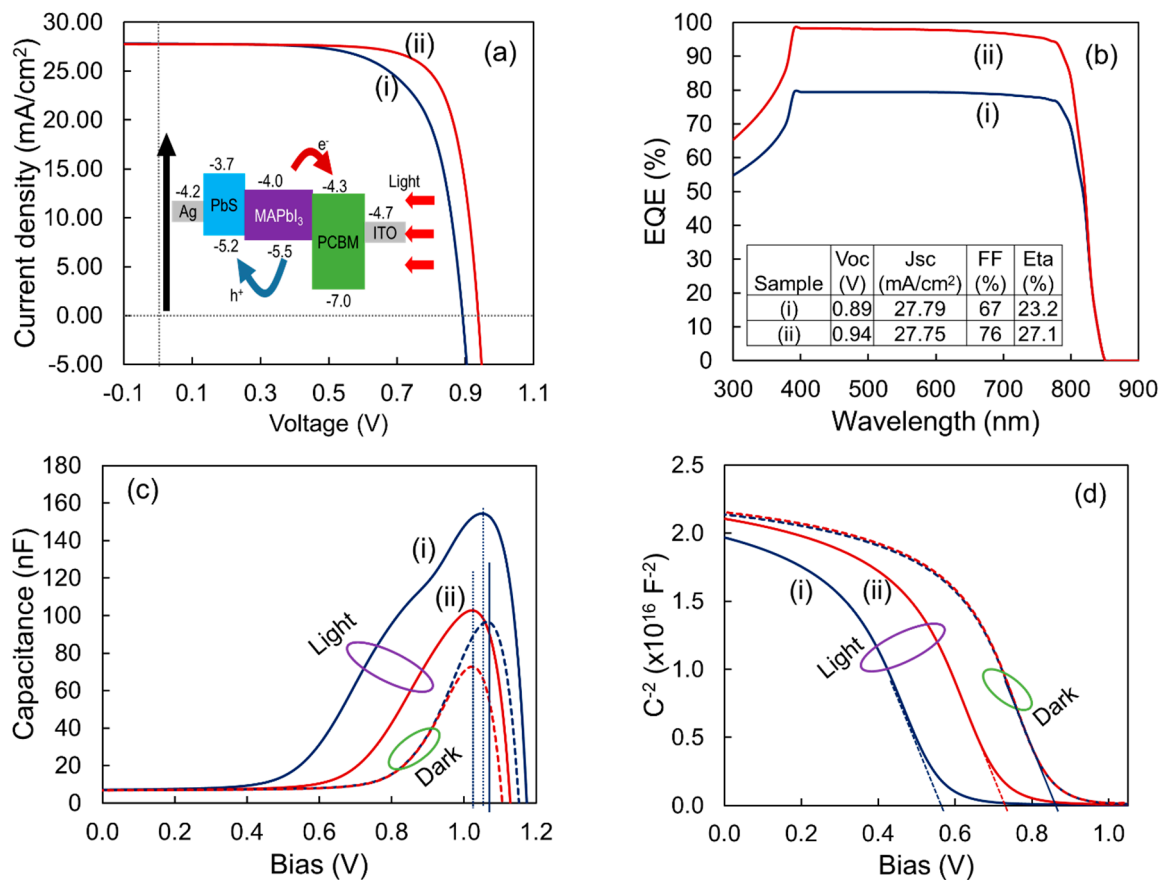 (a)
Current density (mA/cm²)
30.00
25.00
20.00
15.00
10.00
5.00
0.00
-5.00
-0.1 0.1 0.3 0.5 0.7 0.9 1.1
Voltage (V)
(ii)
(i)
e⁻
-3.7
-4.0
-4.3
Light
-4.2
-4.7
Ag
PbS
MAPbI₃
PCBM
ITO
-5.2
-5.5
h⁺
-7.0
(b)
EQE (%)
100
90
80
70
60
50
40
30
20
10
0
300 400 500 600 700 800 900
Wavelength (nm)
(ii)
(i)
Sample Voc (V) Jsc (mA/cm²) FF (%) Eta (%)
(i) 0.89 27.79 67 23.2
(ii) 0.94 27.75 76 27.1
(c)
Capacitance (nF)
180
160
140
120
100
80
60
40
20
0
0.0 0.2 0.4 0.6 0.8 1.0 1.2
Bias (V)
(i)
(ii)
Light
Dark
(d)
C⁻² (x10¹⁶ F⁻²)
2.5
2.0
1.5
1.0
0.5
0.0
0.0 0.2 0.4 0.6 0.8 1.0
Bias (V)
(i)
(ii)
Light
Dark